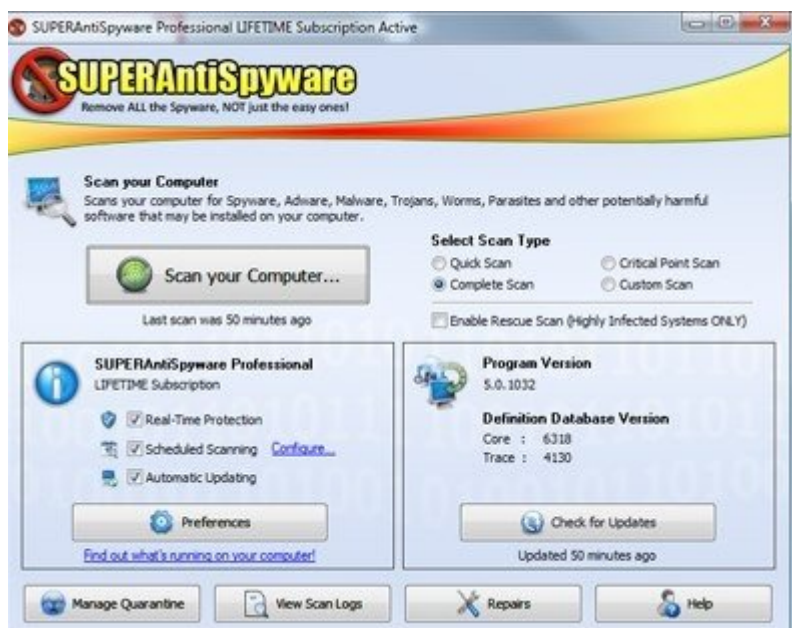 SUPERAntiSpyware Professional LIFETIME Subscription Active
SUPERAntiSpyware
Remove ALL the Spyware, NOT just the easy ones!
Scan your Computer
Scans your computer for Spyware, Adware, Malware, Trojans, Worms, Parasites and other potentially harmful
software that may be installed on your computer.
Scan your Computer...
Last scan was 50 minutes ago
Select Scan Type
Quick Scan
Critical Point Scan
Complete Scan
Custom Scan
Enable Rescue Scan (Highly Infected Systems ONLY)
SUPERAntiSpyware Professional
LIFETIME Subscription
Real-Time Protection
Scheduled Scanning Configure...
Automatic Updating
Preferences
Find out what's running on your computer!
Program Version
5.0.1032
Definition Database Version
Core : 6318
Trace : 4130
Check for Updates
Updated 50 minutes ago
Manage Quarantine
View Scan Logs
Repairs
Help